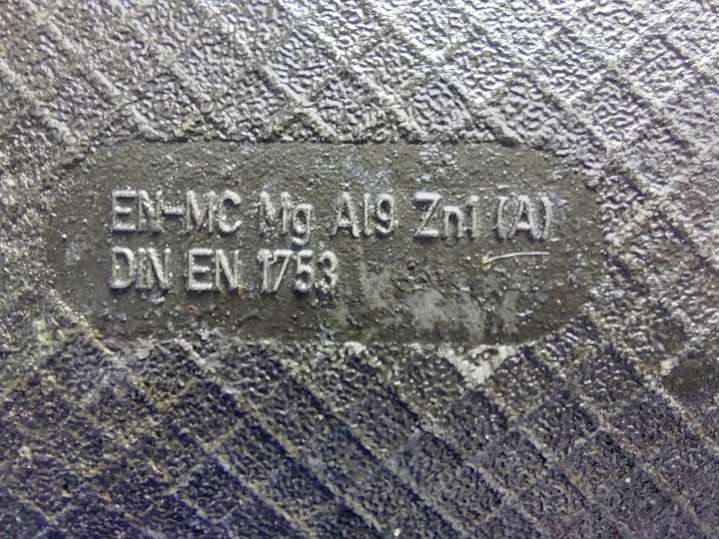 EN-MC Mg Al9 Zn1 (A)
DIN EN 1753